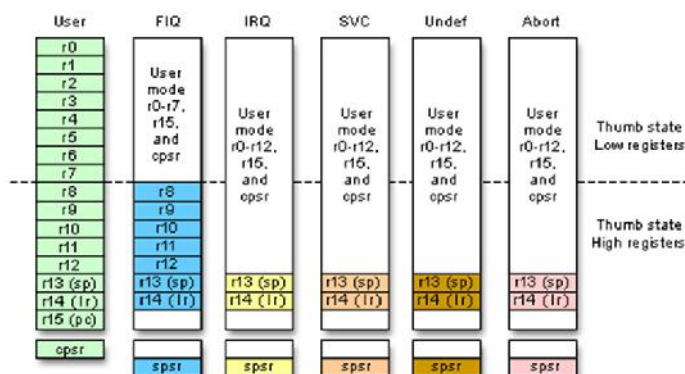 User FIQ IRQ SVC Undef Abort
r0
r1
r2
r3
r4
r5
r6
r7
r8
r9
r10
r11
r12
r13 (sp)
r14 (lr)
r15 (pc)
cpsr
User
mode
r0-r7,
r15,
and
cpsr
r8
r9
r10
r11
r12
r13 (sp)
r14 (lr)
spsr
User
mode
r0-r12,
r15,
and
cpsr
r13 (sp)
r14 (lr)
spsr
User
mode
r0-r12,
r15,
and
cpsr
r13 (sp)
r14 (lr)
spsr
User
mode
r0-r12,
r15,
and
cpsr
r13 (sp)
r14 (lr)
spsr
User
mode
r0-r12,
r15,
and
cpsr
r13 (sp)
r14 (lr)
spsr
Thumb state
Low registers
Thumb state
High registers